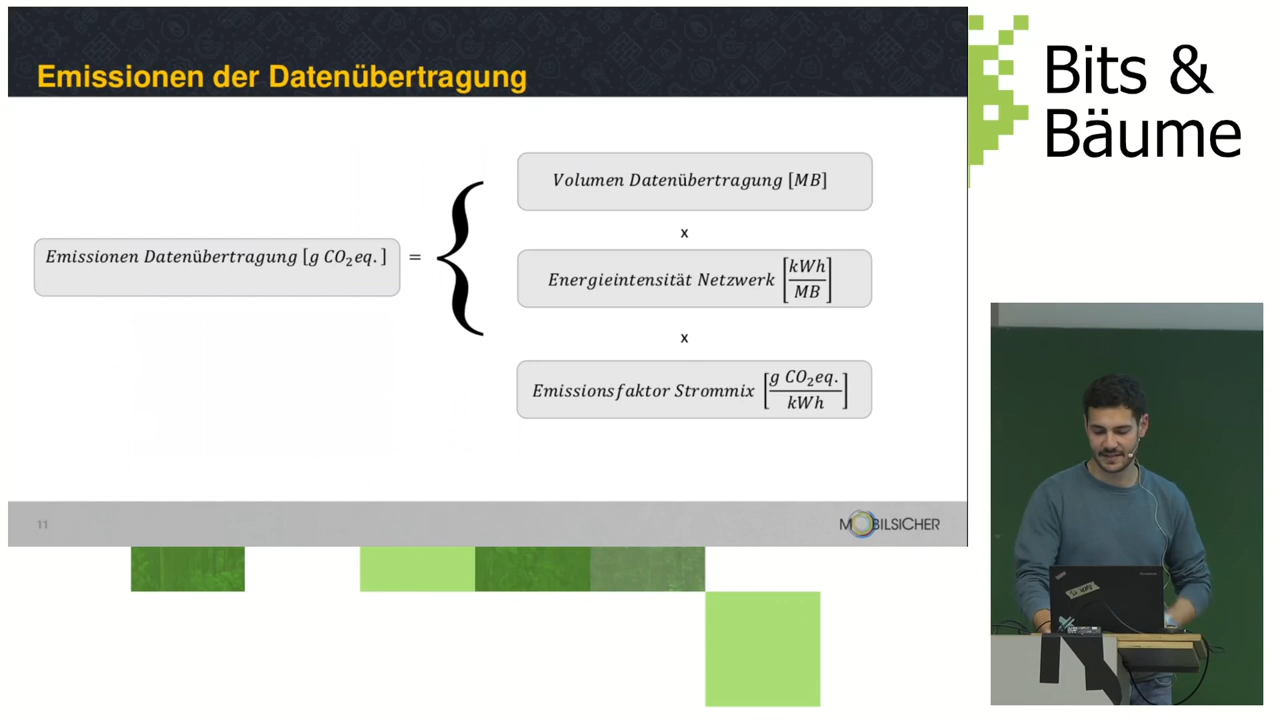 Emissionen der Datenübertragung
Bits &
Bäume
Volumen Datenübertragung [MB]
x
Emissionen Datenübertragung [g CO₂eq.] =
Energieintensität Netzwerk [kWh/MB]
x
Emissionsfaktor Strommix [g CO₂eq./kWh]
11
MOBILSICHER